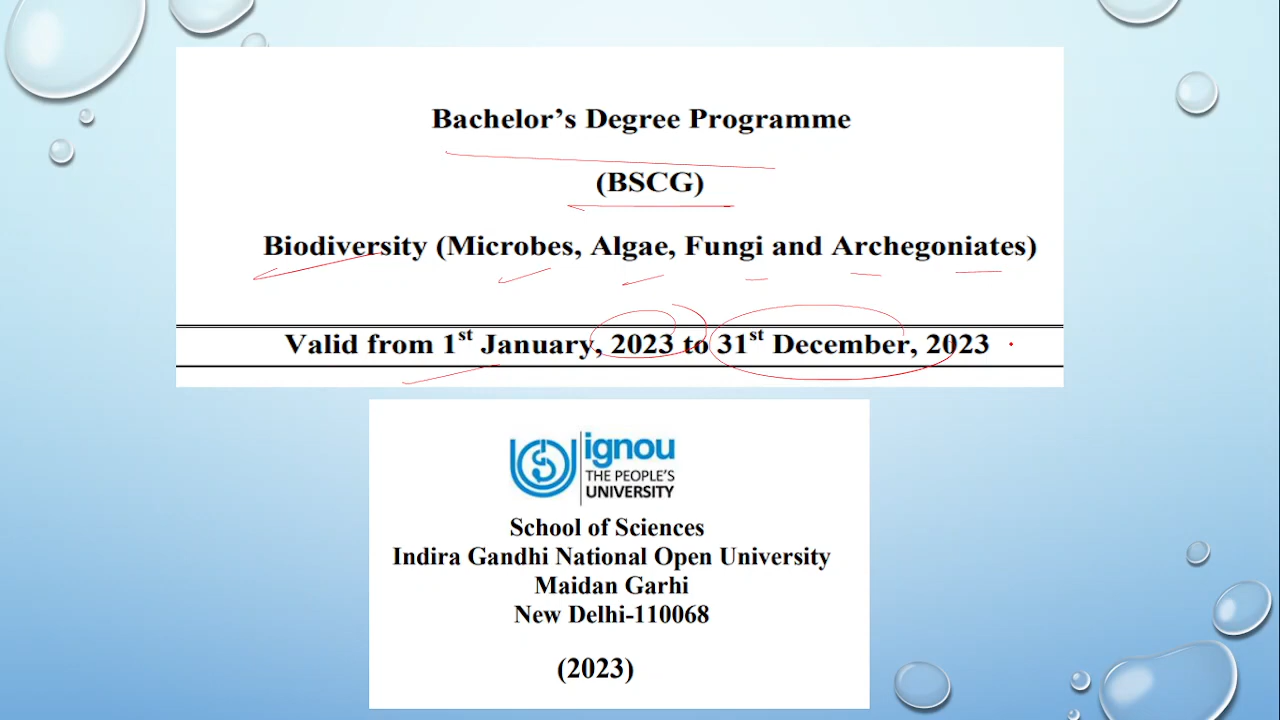 Bachelor's Degree Programme
(BSCG)
Biodiversity (Microbes, Algae, Fungi and Archegoniates)
Valid from 1st January, 2023 to 31st December, 2023
ignou
THE PEOPLE'S
UNIVERSITY
School of Sciences
Indira Gandhi National Open University
Maidan Garhi
New Delhi-110068
(2023)